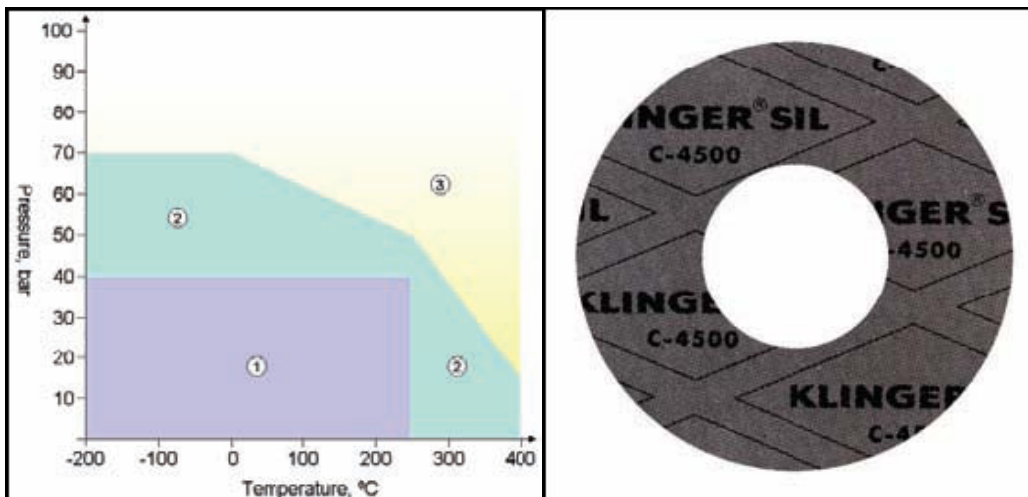 100
90
80
70
60
50
40
30
20
10
Pressure, bar
-200 -100 0 100 200 300 400
Temperature, ºC
③
②
①
②
INGER® SIL
C-4500
IL
IGER® S
-4500
KLINGE
C-4500
KLINGER
C-4